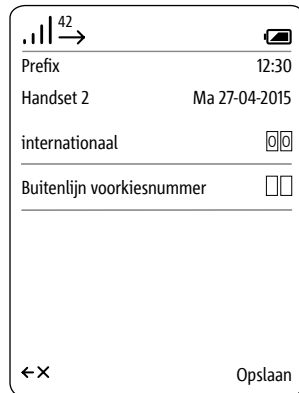 42
Prefix 12:30
Handset 2 Ma 27-04-2015
internationaal 00
Buitenlijn voorkiesnummer
Opslaan